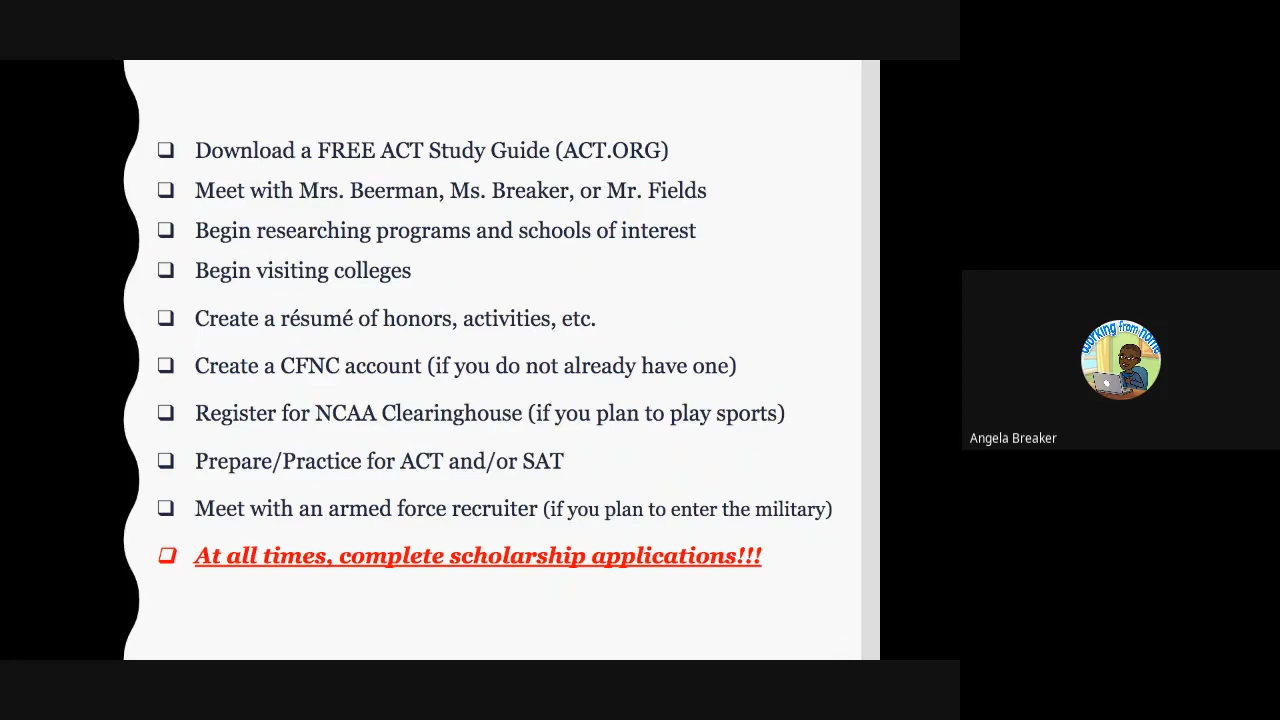 ❑ Download a FREE ACT Study Guide (ACT.ORG)
❑ Meet with Mrs. Beerman, Ms. Breaker, or Mr. Fields
❑ Begin researching programs and schools of interest
❑ Begin visiting colleges
❑ Create a résumé of honors, activities, etc.
❑ Create a CFNC account (if you do not already have one)
❑ Register for NCAA Clearinghouse (if you plan to play sports)
❑ Prepare/Practice for ACT and/or SAT
❑ Meet with an armed force recruiter (if you plan to enter the military)
❑ At all times, complete scholarship applications!!!
working from home
Angela Breaker